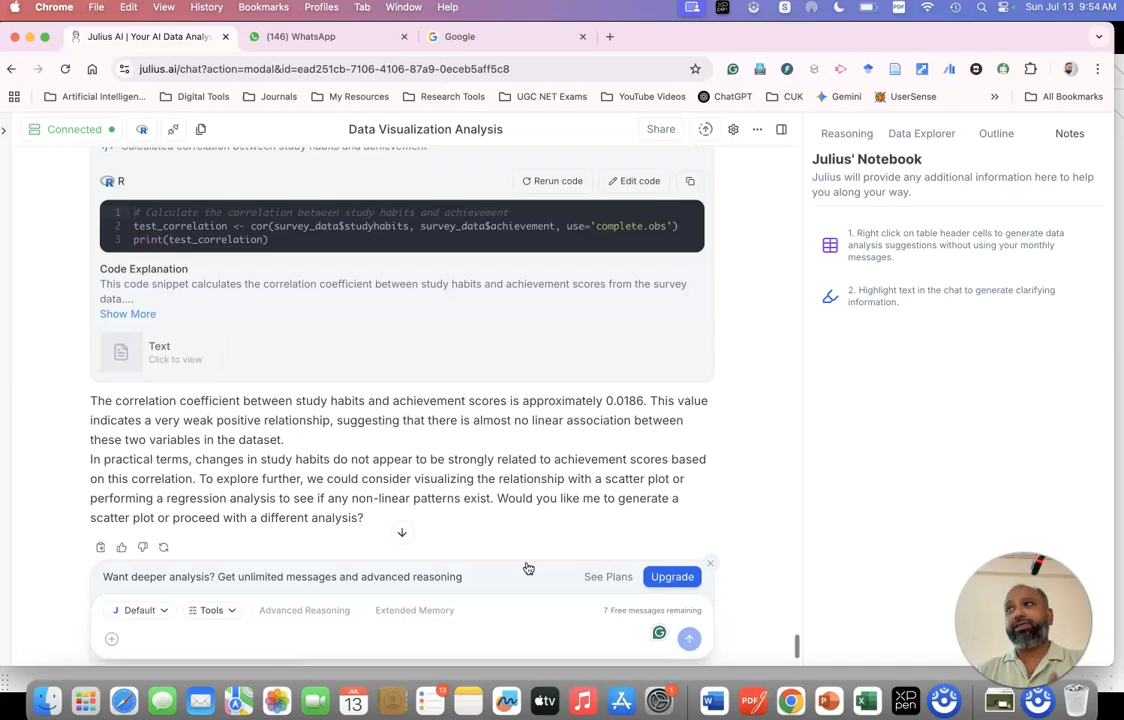 Chrome File Edit View History Bookmarks Profiles Tab Window Help Sun Jul 13 9:54 AM
Julius AI | Your AI Data Analys (146) WhatsApp Google
julius.ai/chat?action=modal&id=ead251cb-7106-4106-87a9-0eceb5aff5c8
Artificial Intelligen... Digital Tools Journals My Resources Research Tools UGC NET Exams YouTube Videos ChatGPT CUK Gemini UserSense » All Bookmarks
Connected Data Visualization Analysis Share Reasoning Data Explorer Outline Notes
Calculated correlation between study habits and achievement
R Rerun code Edit code
1 # Calculate the correlation between study habits and achievement
2 test_correlation <- cor(survey_data$studyhabits, survey_data$achievement, use='complete.obs')
3 print(test_correlation)
Code Explanation
This code snippet calculates the correlation coefficient between study habits and achievement scores from the survey
data....
Show More
Text
Click to view
The correlation coefficient between study habits and achievement scores is approximately 0.0186. This value
indicates a very weak positive relationship, suggesting that there is almost no linear association between
these two variables in the dataset.
In practical terms, changes in study habits do not appear to be strongly related to achievement scores based
on this correlation. To explore further, we could consider visualizing the relationship with a scatter plot or
performing a regression analysis to see if any non-linear patterns exist. Would you like me to generate a
scatter plot or proceed with a different analysis?
Want deeper analysis? Get unlimited messages and advanced reasoning See Plans Upgrade
J Default Tools Advanced Reasoning Extended Memory 7 Free messages remaining
Julius' Notebook
Julius will provide any additional information here to help
you along your way.
1. Right click on table header cells to generate data
analysis suggestions without using your monthly
messages.
2. Highlight text in the chat to generate clarifying
information.